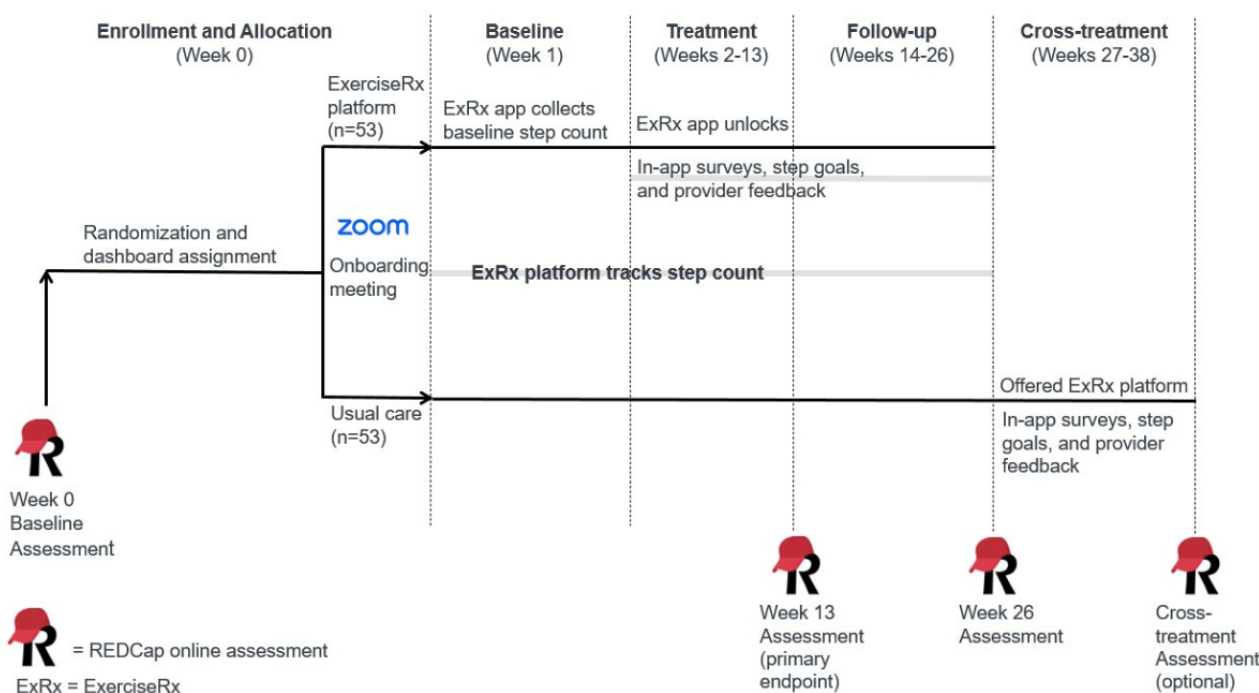 Enrollment and Allocation
(Week 0)
Baseline
(Week 1)
Treatment
(Weeks 2-13)
Follow-up
(Weeks 14-26)
Cross-treatment
(Weeks 27-38)
ExerciseRx
platform
(n=53)
ExRx app collects
baseline step count
ExRx app unlocks
In-app surveys, step goals,
and provider feedback
Randomization and
dashboard assignment
zoom
Onboarding
meeting
ExRx platform tracks step count
Usual care
(n=53)
Offered ExRx platform
In-app surveys, step
goals, and provider
feedback
R
Week 0
Baseline
Assessment
R
Week 13
Assessment
(primary
endpoint)
R
Week 26
Assessment
R
Cross-
treatment
Assessment
(optional)
R = REDCap online assessment
ExRx = ExerciseRx